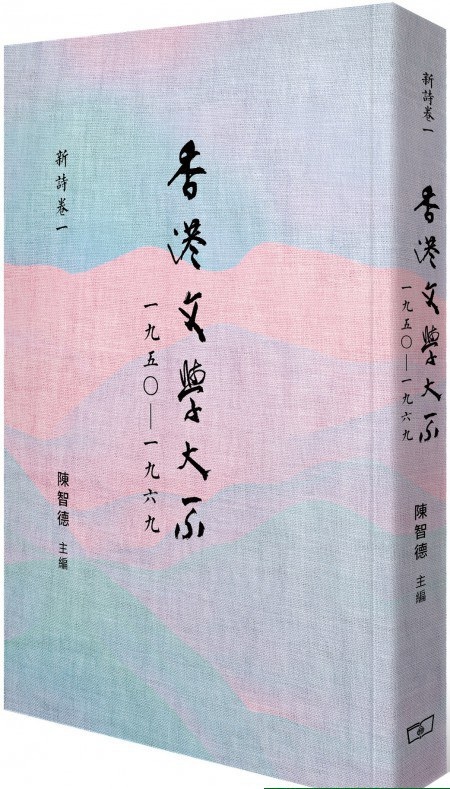 香港文學大系
一九五〇—一九六九
新詩卷一
陳智德 主編
新詩卷一
香港文學大系
一九五〇—一九六九
陳智德 主編